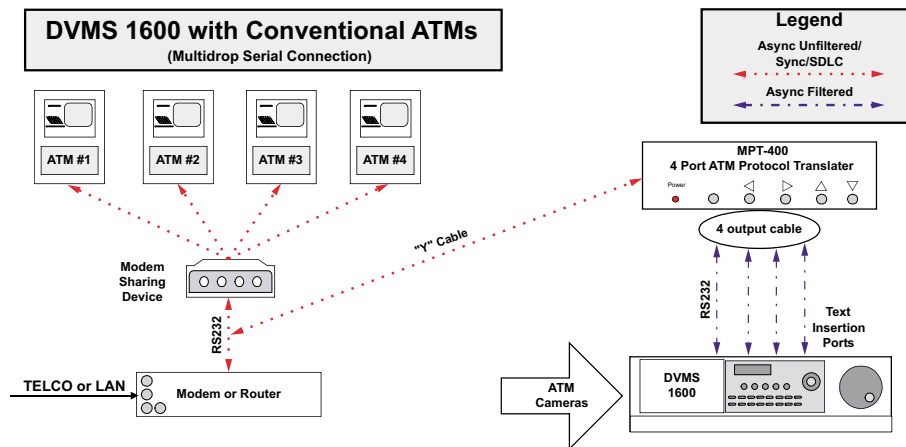 DVMS 1600 with Conventional ATMs
(Multidrop Serial Connection)
Legend
Async Unfiltered/
Sync/SDLC
Async Filtered
ATM #1
ATM #2
ATM #3
ATM #4
MPT-400
4 Port ATM Protocol Translater
Power
4 output cable
"Y" Cable
Modem
Sharing
Device
RS232
RS232
Text
Insertion
Ports
TELCO or LAN
Modem or Router
ATM
Cameras
DVMS
1600